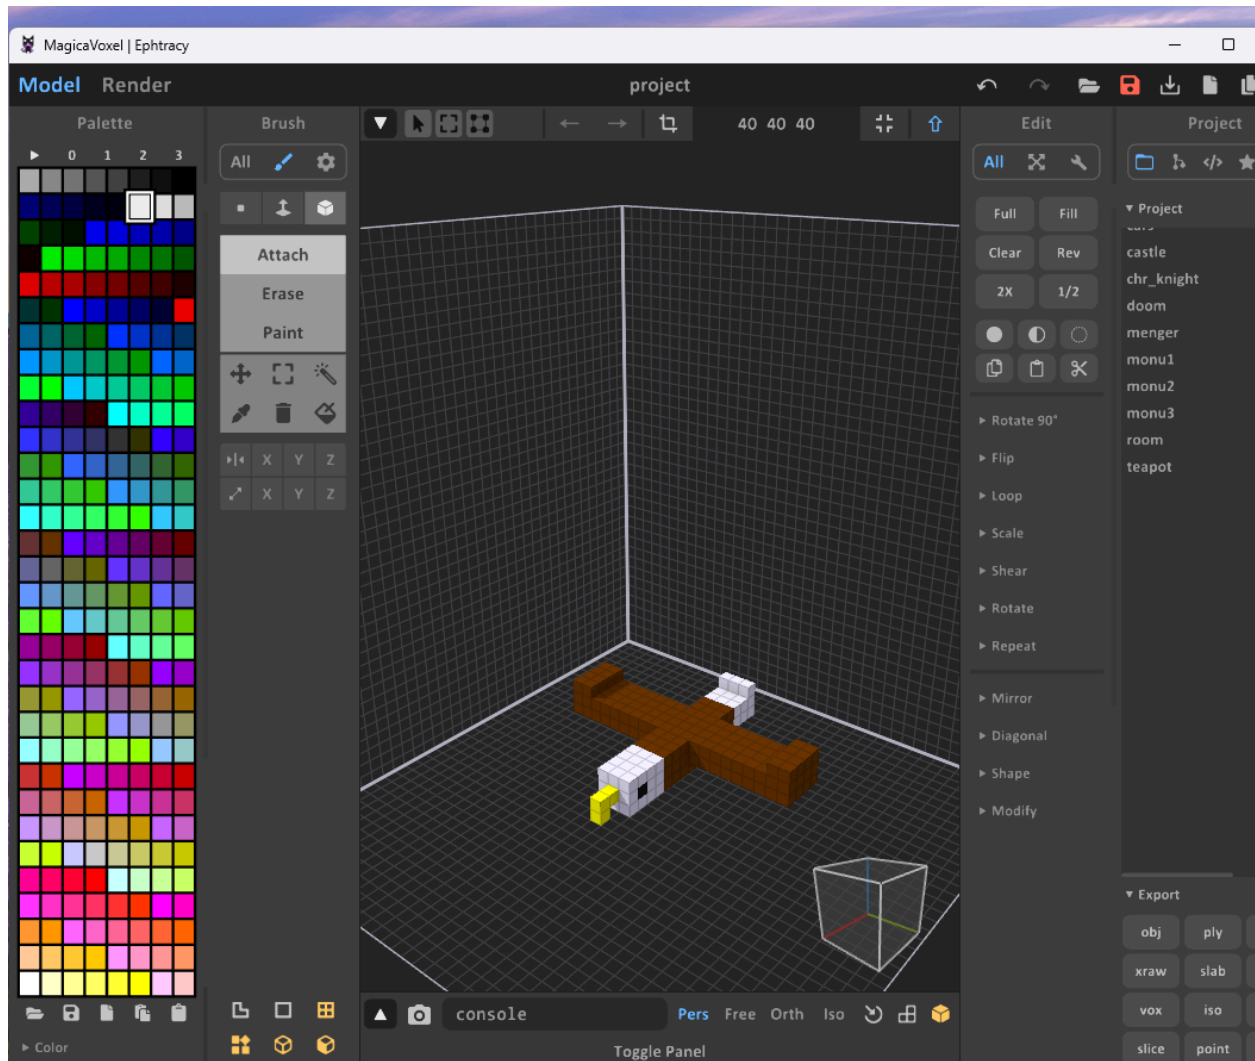 MagicaVoxel | Ephtracy
Model Render project
Palette
0 1 2 3
Color
Brush
All
Attach
Erase
Paint
X Y Z
X Y Z
40 40 40
console
Pers Free Orth Iso
Toggle Panel
Edit
All
Full Fill
Clear Rev
2X 1/2
Rotate 90°
Flip
Loop
Scale
Shear
Rotate
Repeat
Mirror
Diagonal
Shape
Modify
Project
Project
castle
chr_knight
doom
menger
monu1
monu2
monu3
room
teapot
Export
obj ply
xraw slab
vox iso
slice point